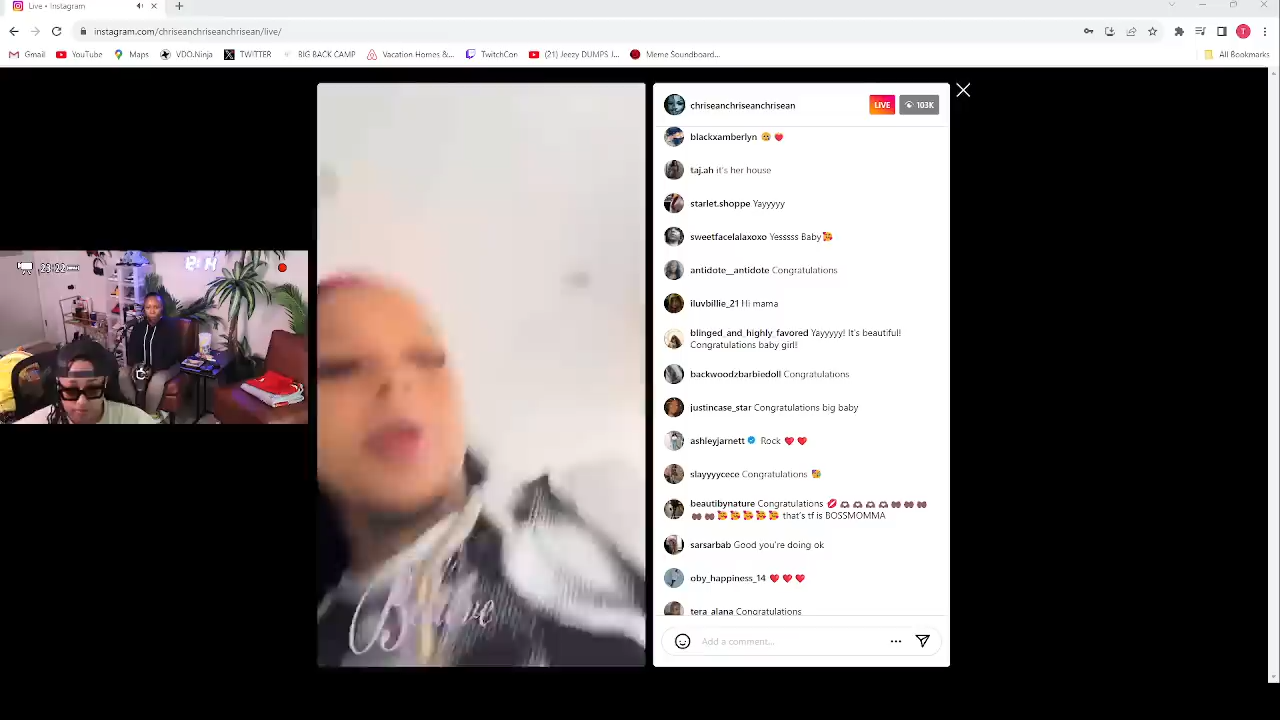 Live • Instagram
instagram.com/chriseanchriseanchrisean/live/
Gmail
YouTube
Maps
VDO.Ninja
TWITTER
BIG BACK CAMP
Vacation Homes &...
TwitchCon
(21) Jeezy DUMPS J...
Meme Soundboard...
All Bookmarks
chriseanchriseanchrisean
LIVE
103K
blackxamberlyn 😊 ❤️
taj.ah it's her house
starlet.shoppe Yayyyyy
sweetfacelalaxoxo Yesssss Baby🥰
antidote__antidote Congratulations
iluvbillie_21 Hi mama
blinged_and_highly_favored Yayyyyy! It's beautiful!
Congratulations baby girl!
backwoodzbarbiedoll Congratulations
justincase_star Congratulations big baby
ashleyjarnett Rock ❤️ ❤️
slayyyycece Congratulations
beautibynature Congratulations 💋 🫶🏾 🫶🏾 🫶🏾 🫶🏾
🥰 🥰 🥰 🥰 🥰 that's tf is BOSSMOMMA
sarsarbab Good you're doing ok
oby_happiness_14 ❤️ ❤️ ❤️
tera_alana Congratulations
Add a comment...
Believe
T